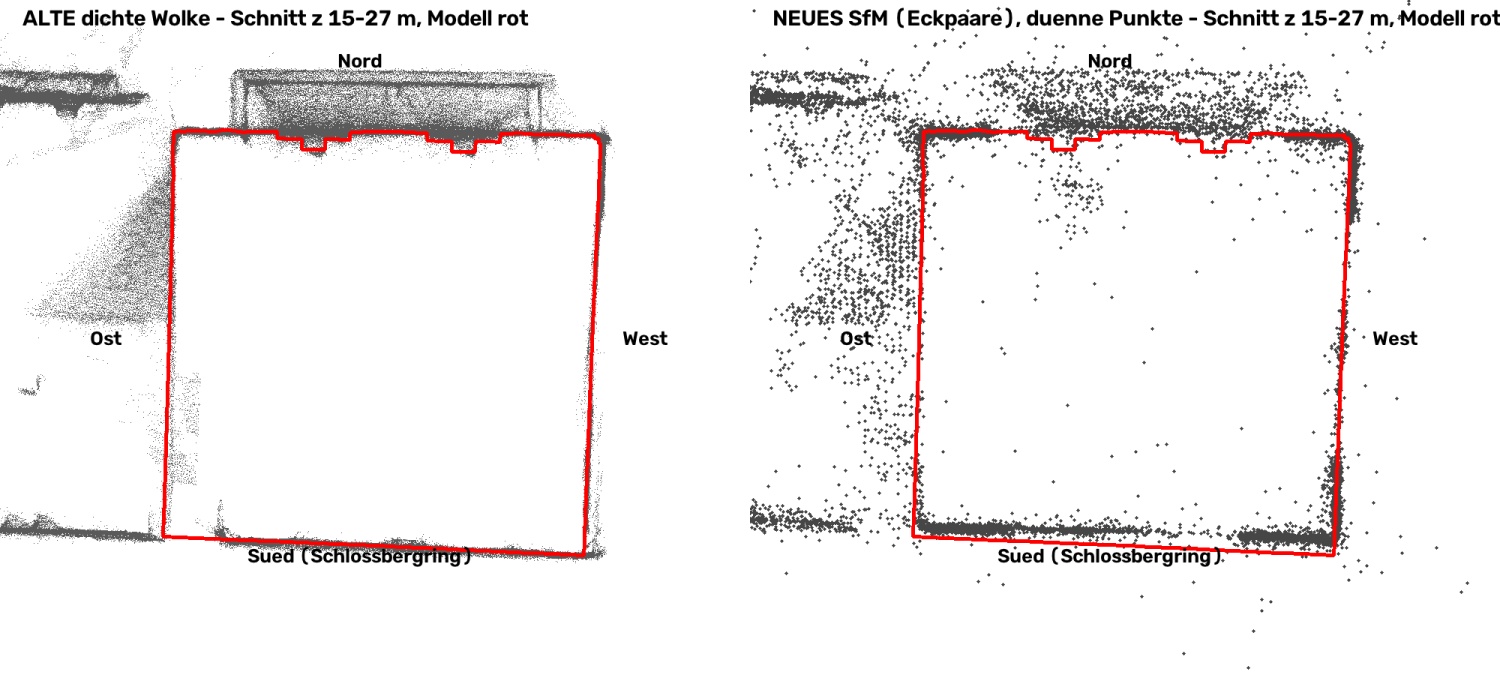 ALTE dichte Wolke - Schnitt z 15-27 m, Modell rot
Nord
Ost
West
Sued (Schlossbergring)
NEUES SfM (Eckpaare), duenne Punkte - Schnitt z 15-27 m, Modell rot
Nord
Ost
West
Sued (Schlossbergring)